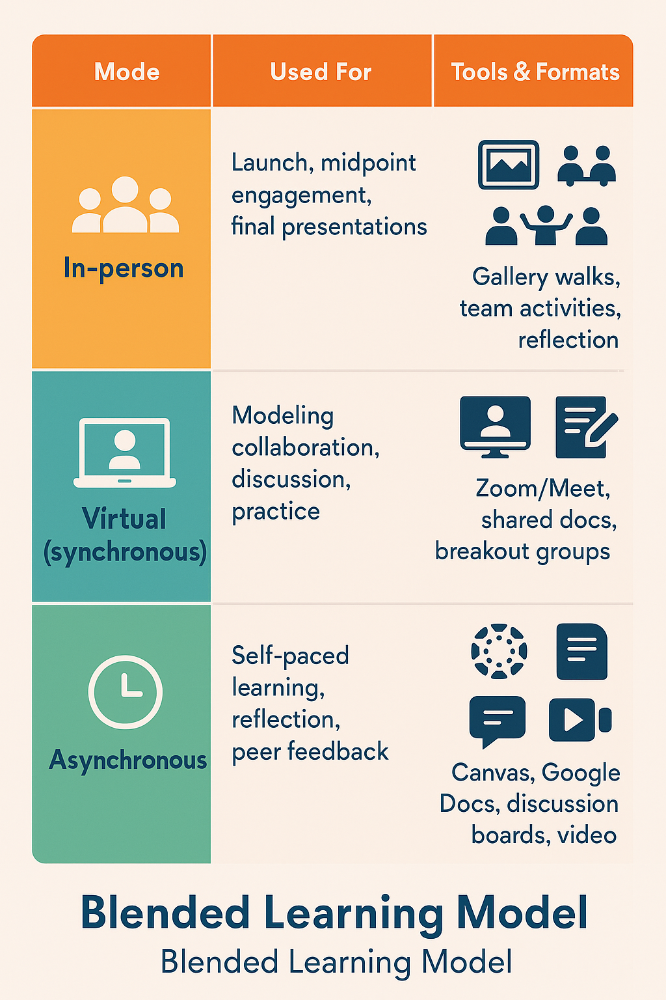 Mode
Used For
Tools & Formats
In-person
Launch, midpoint
engagement,
final presentations
Gallery walks,
team activities,
reflection
Virtual
(synchronous)
Modeling
collaboration,
discussion,
practice
Zoom/Meet,
shared docs,
breakout groups
Asynchronous
Self-paced
learning,
reflection,
peer feedback
Canvas, Google
Docs, discussion
boards, video
Blended Learning Model
Blended Learning Model